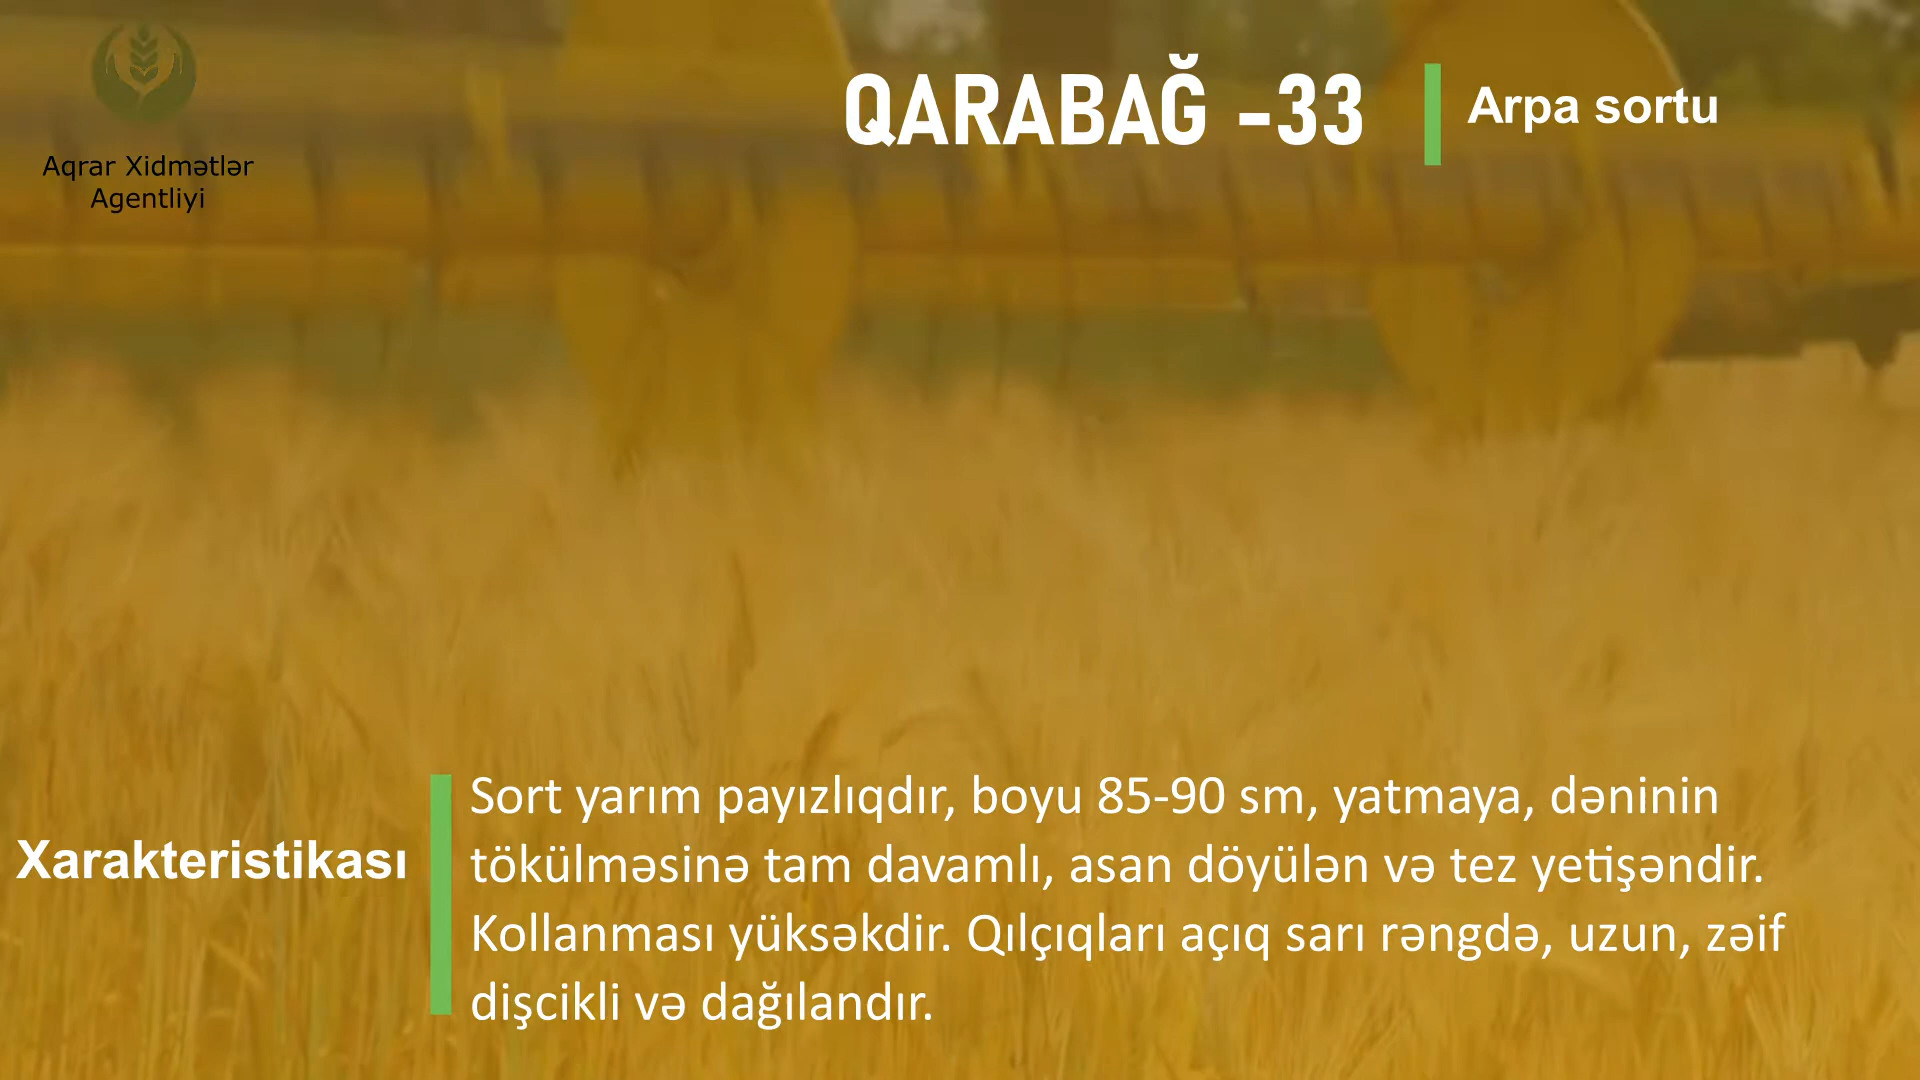 Aqrar Xidmətlər
Agentliyi
QARABAĞ -33
Arpa sortu
Xarakteristikası
Sort yarım payızlıqdır, boyu 85-90 sm, yatmaya, dəninin
tökülməsinə tam davamlı, asan döyülən və tez yetişəndir.
Kollanması yüksəkdir. Qılçıqları açıq sarı rəngdə, uzun, zəif
dişcikli və dağılandır.